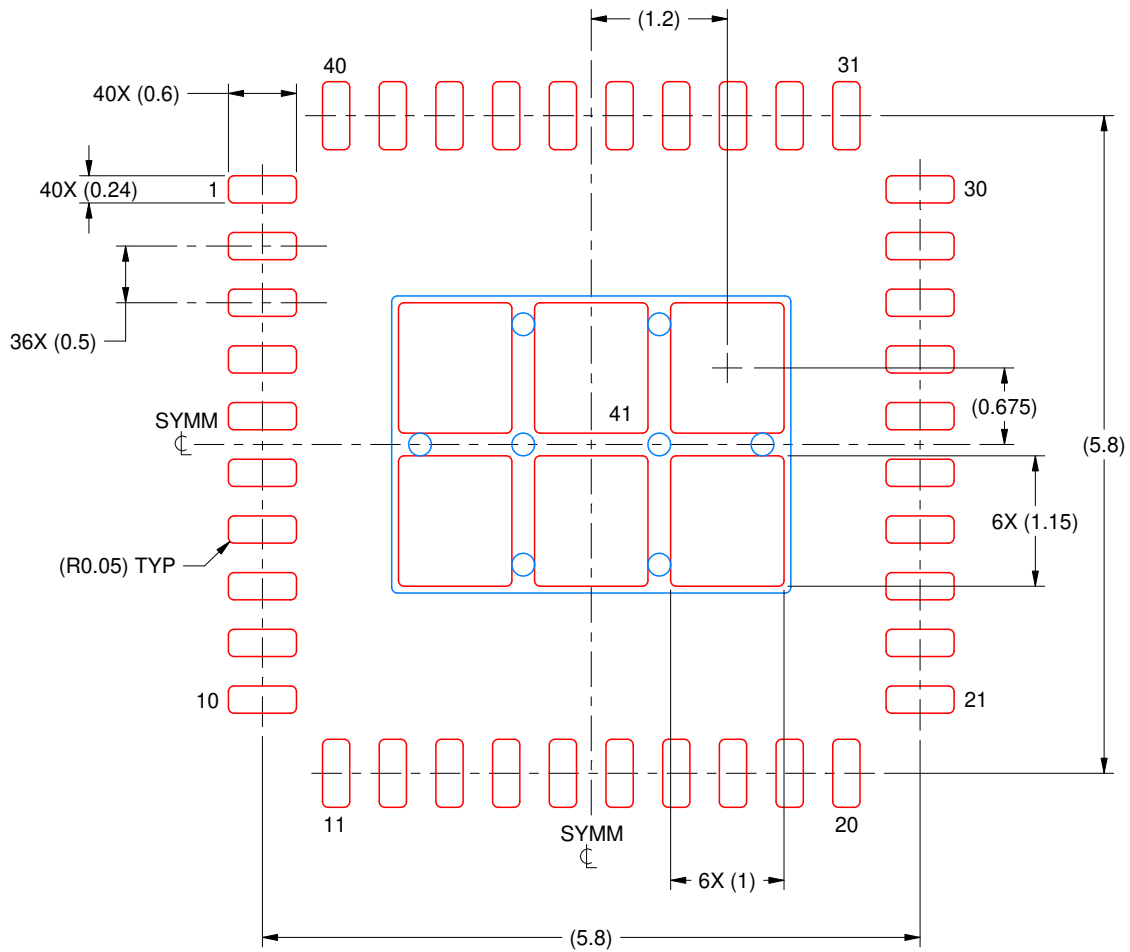 (1.2)
40
31
40X (0.6)
40X (0.24)
1
30
36X (0.5)
41
(0.675)
SYMM
℄
(5.8)
6X (1.15)
(R0.05) TYP
10
21
11
20
SYMM
℄
6X (1)
(5.8)